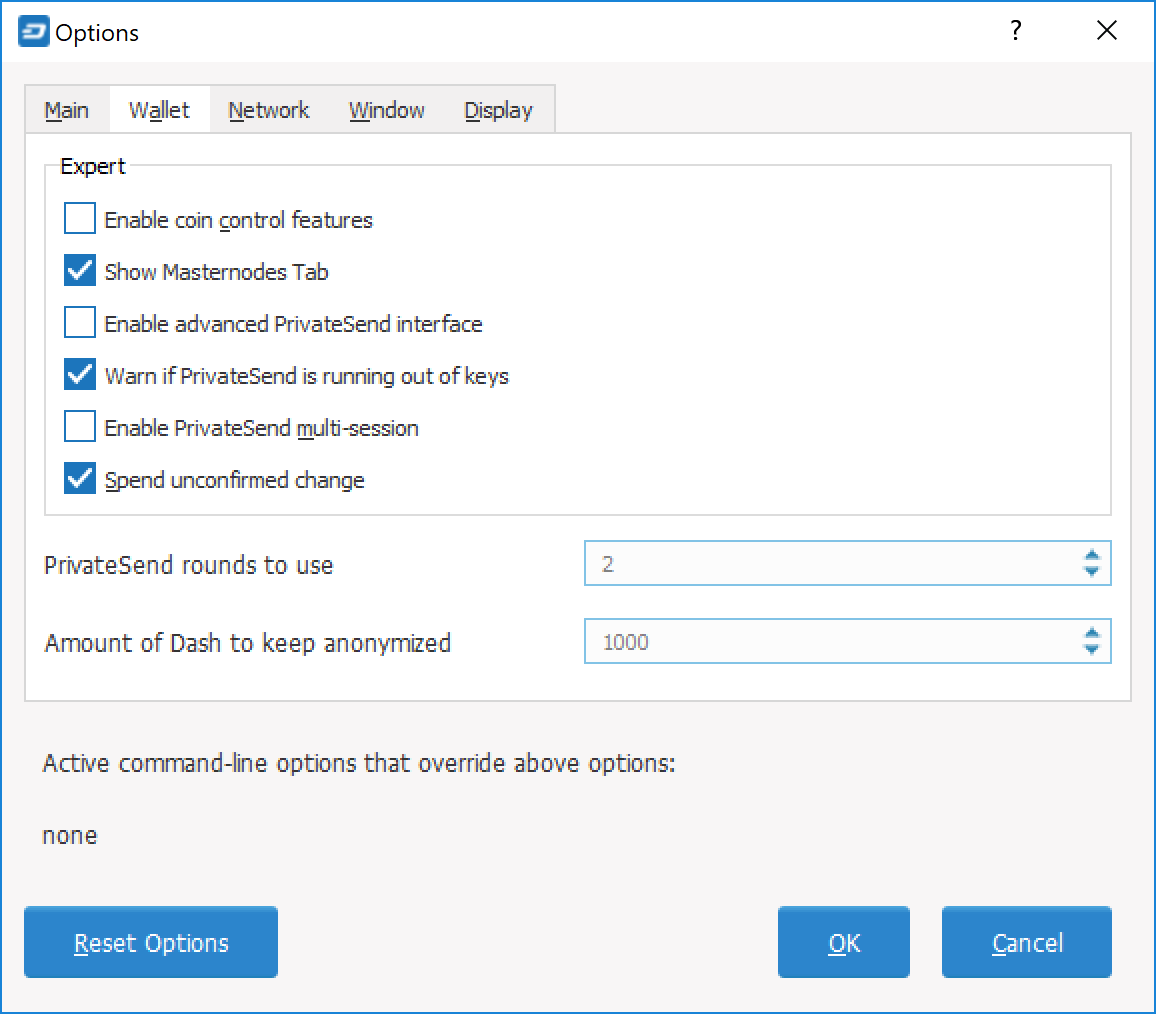 Options
?
Main Wallet Network Window Display
Expert
Enable coin control features
Show Masternodes Tab
Enable advanced PrivateSend interface
Warn if PrivateSend is running out of keys
Enable PrivateSend multi-session
Spend unconfirmed change
PrivateSend rounds to use 2
Amount of Dash to keep anonymized 1000
Active command-line options that override above options:
none
Reset Options OK Cancel